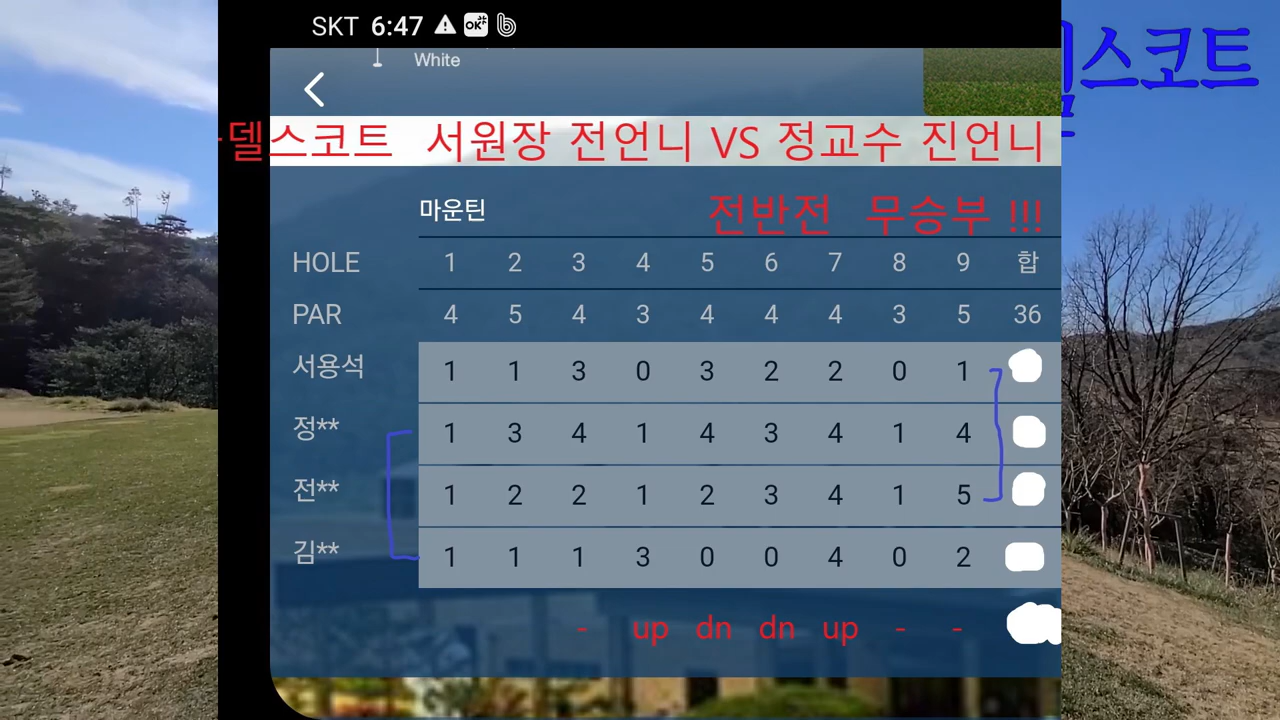 SKT 6:47
White
스코트
델스코트 서원장 전언니 VS 정교수 진언니
마운틴
전반전 무승부 !!!
HOLE 1 2 3 4 5 6 7 8 9 합
PAR 4 5 4 3 4 4 4 3 5 36
서용석 1 1 3 0 3 2 2 0 1
정** 1 3 4 1 4 3 4 1 4
전** 1 2 2 1 2 3 4 1 5
김** 1 1 1 3 0 0 4 0 2
- up dn dn up - -